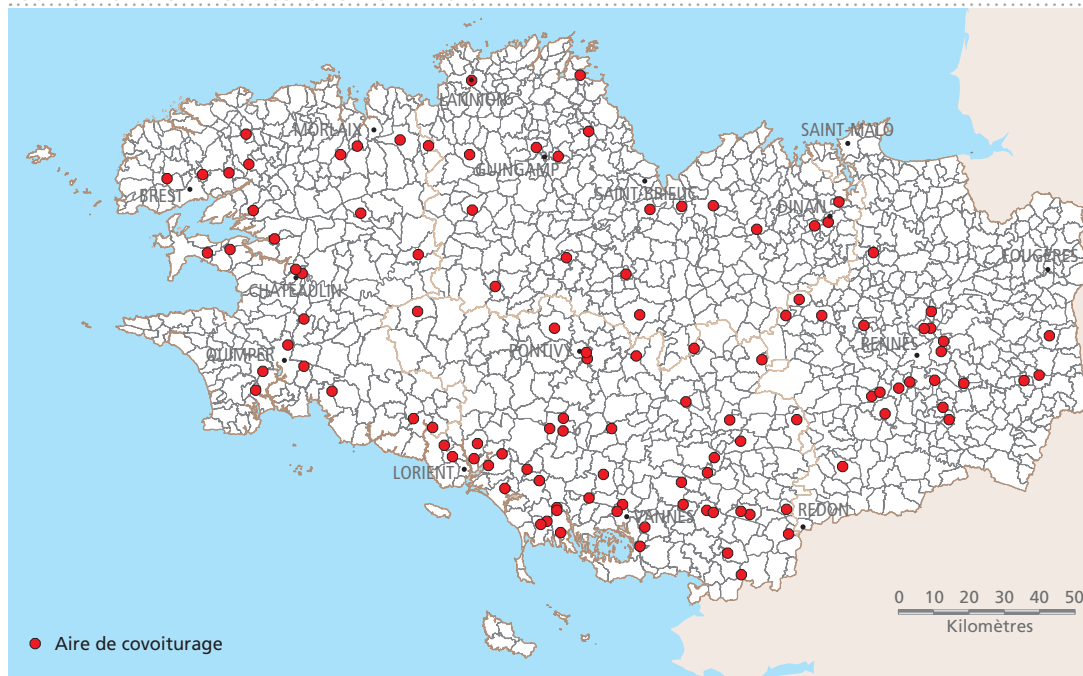 SAINT-MALO
LANNION
MORLAIX
GUINGAMP
BREST
SAINT-BRIEUC
DINAN
FOUGÈRES
CHÂTEAULIN
QUIMPER
PONTIVY
RENNES
LORIENT
VANNES
REDON
0 10 20 30 40 50
Kilomètres
Aire de covoiturage